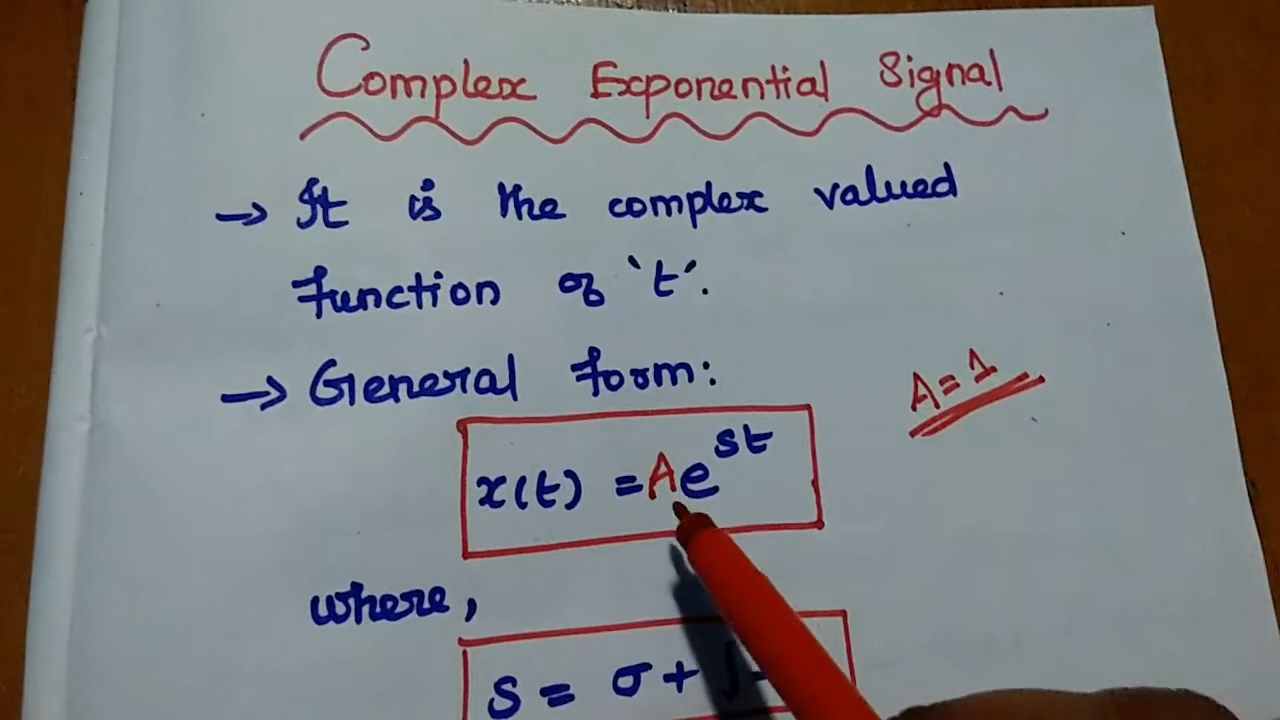 Complex Exponential Signal
→ It is the complex valued
function of 't'.
→ General form:
A=1
x(t) = Ae^st
where,
s = σ + j